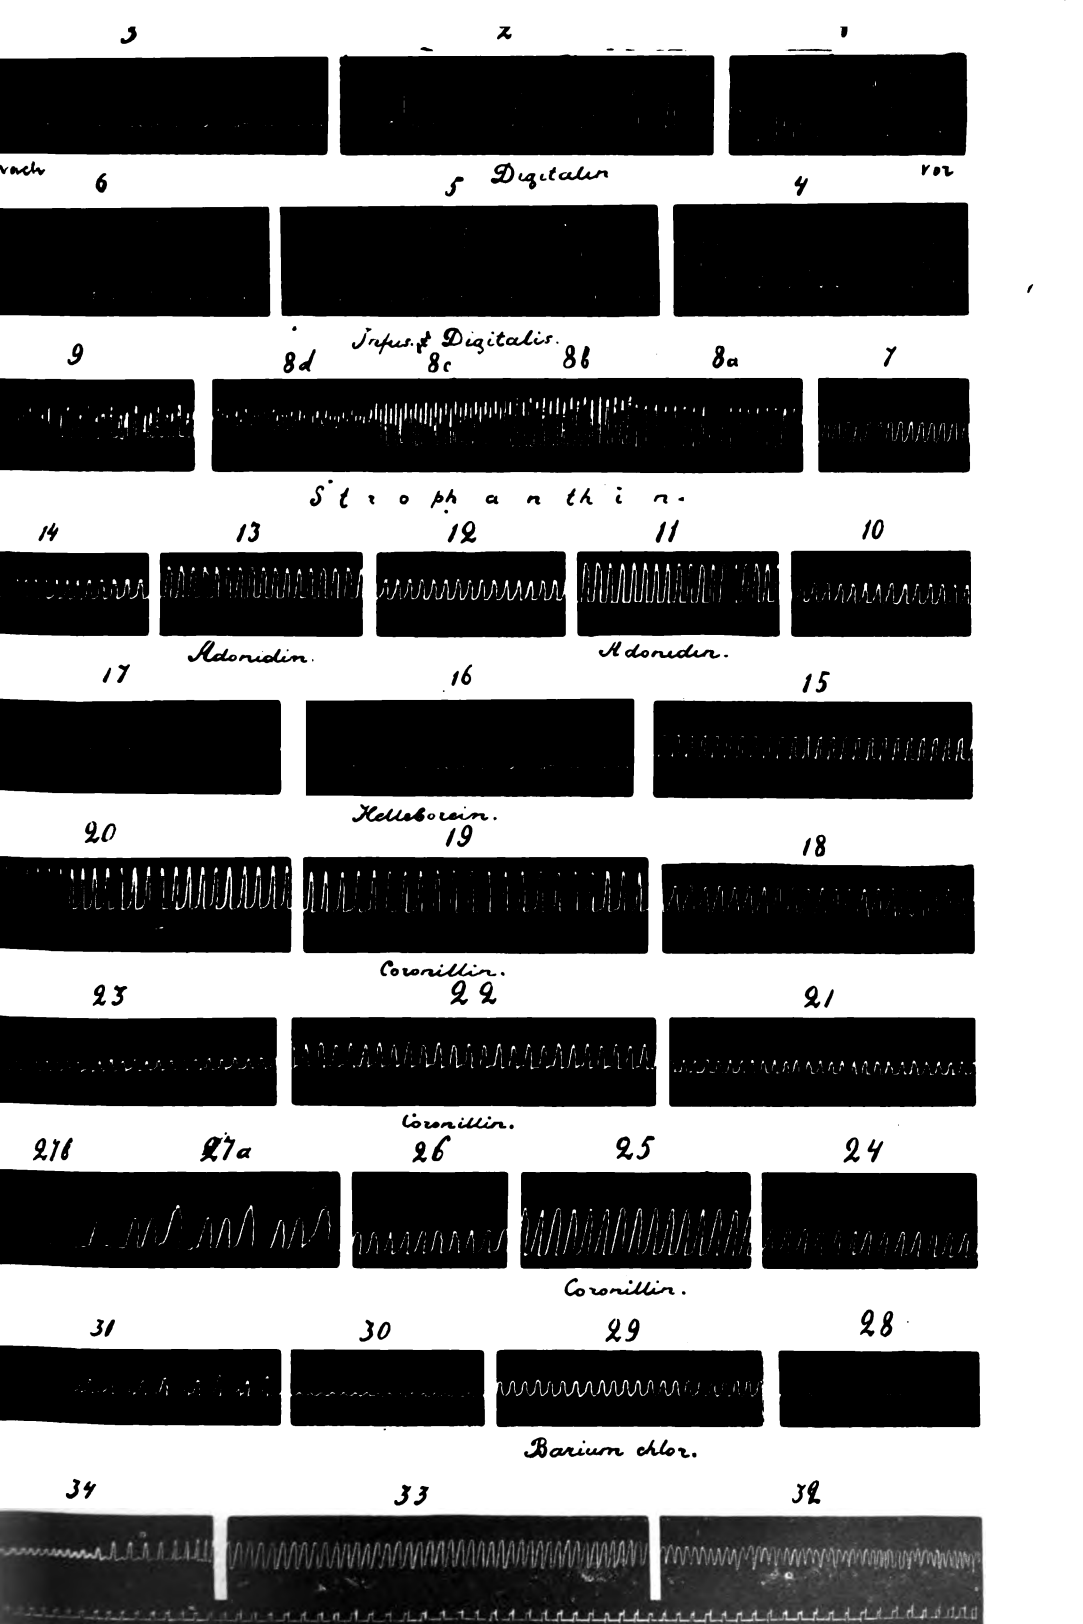 3 2 1
nach Digitalin vor
6 5 4
Infus. Digitalis.
9 8d 8c 8b 8a 7
Strophanthin.
14 13 12 11 10
Adonidin. Adonidin.
17 16 15
Helleborein.
20 19 18
Coronillin.
23 22 21
Coronillin.
27b 27a 26 25 24
Coronillin.
31 30 29 28
Barium chlor.
34 33 32